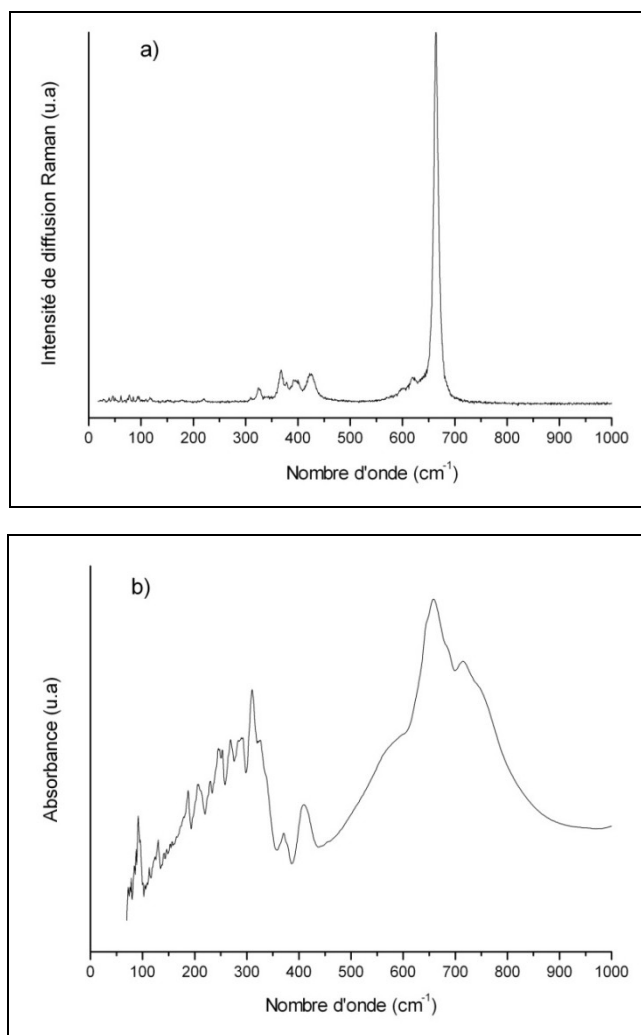 a)
Intensité de diffusion Raman (u.a)
0 100 200 300 400 500 600 700 800 900 1000
Nombre d'onde (cm⁻¹)
b)
Absorbance (u.a)
0 100 200 300 400 500 600 700 800 900 1000
Nombre d'onde (cm⁻¹)